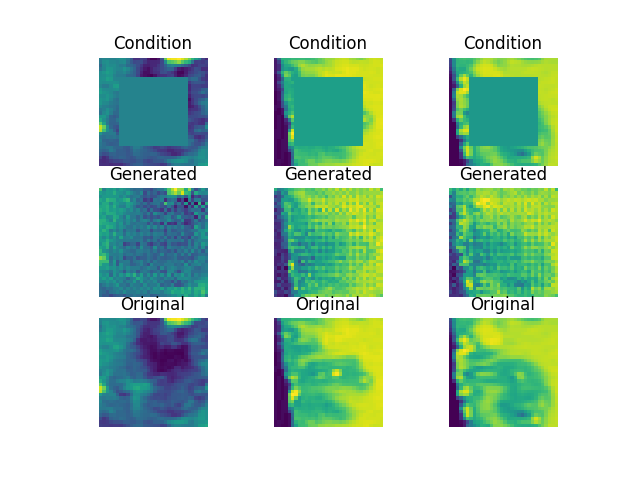 Condition Condition Condition
Generated Generated Generated
Original Original Original